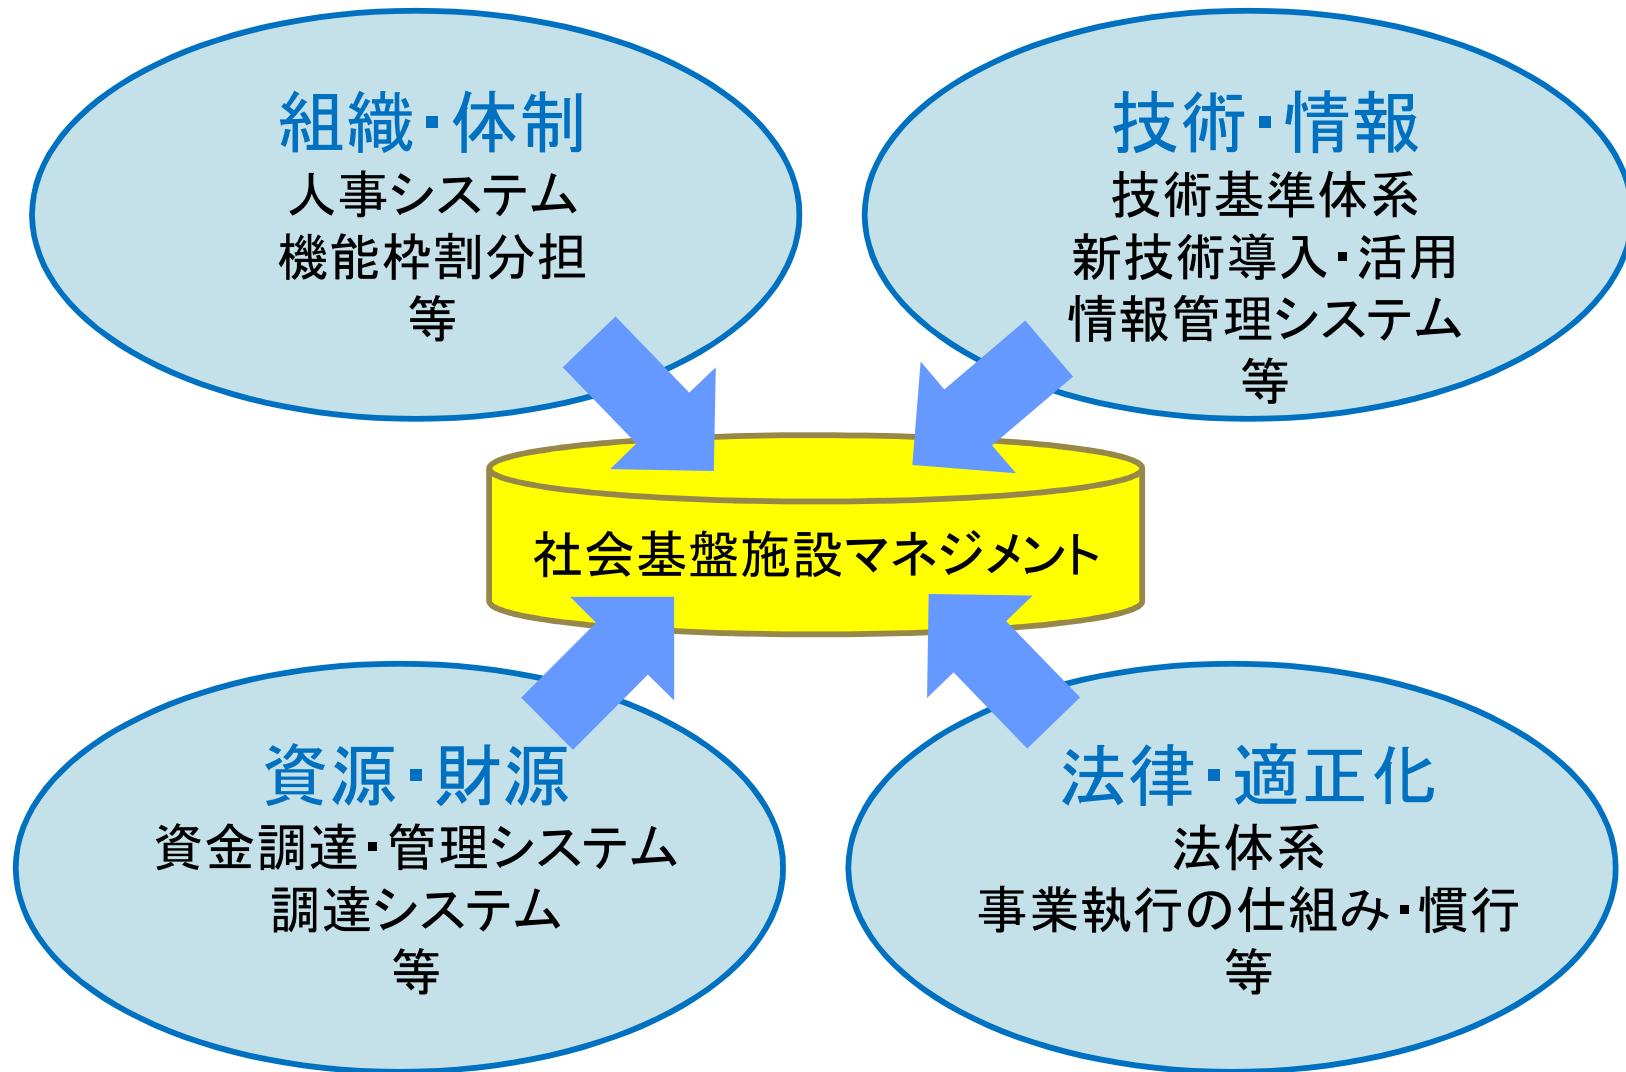 組織・体制
人事システム
機能枠割分担
等
技術・情報
技術基準体系
新技術導入・活用
情報管理システム
等
社会基盤施設マネジメント
資源・財源
資金調達・管理システム
調達システム
等
法律・適正化
法体系
事業執行の仕組み・慣行
等